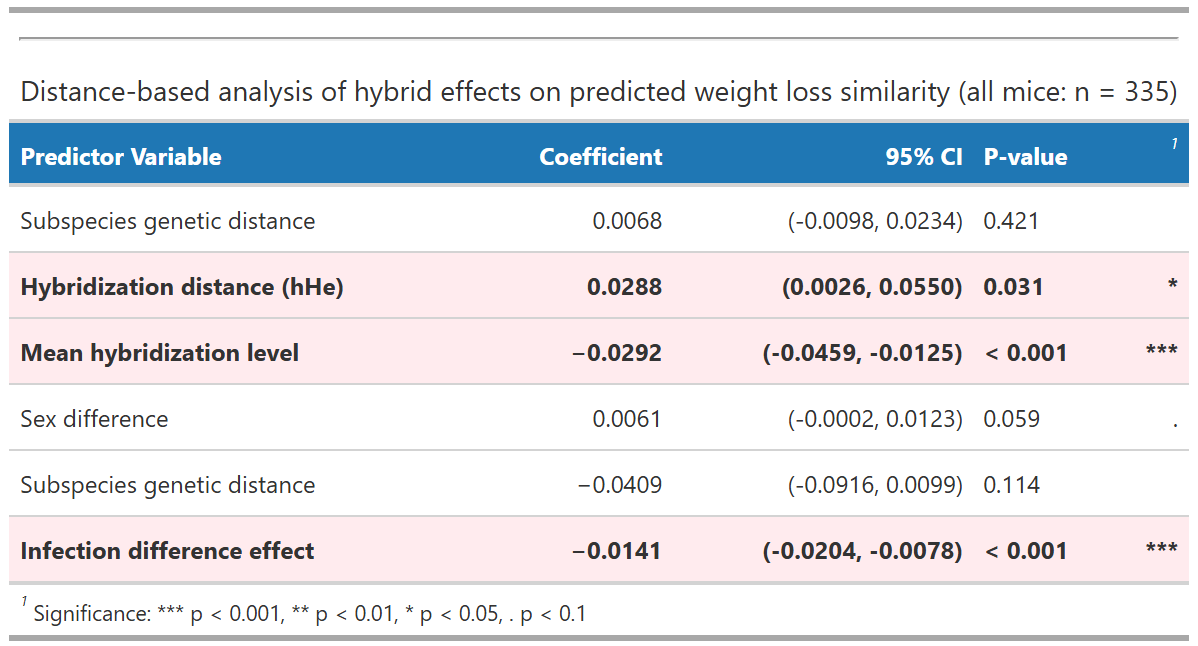 Distance-based analysis of hybrid effects on predicted weight loss similarity (all mice: n = 335)
Predictor Variable Coefficient 95% CI P-value 1
Subspecies genetic distance 0.0068 (-0.0098, 0.0234) 0.421
Hybridization distance (hHe) 0.0288 (0.0026, 0.0550) 0.031 *
Mean hybridization level −0.0292 (-0.0459, -0.0125) < 0.001 ***
Sex difference 0.0061 (-0.0002, 0.0123) 0.059 .
Subspecies genetic distance −0.0409 (-0.0916, 0.0099) 0.114
Infection difference effect −0.0141 (-0.0204, -0.0078) < 0.001 ***
1 Significance: *** p < 0.001, ** p < 0.01, * p < 0.05, . p < 0.1